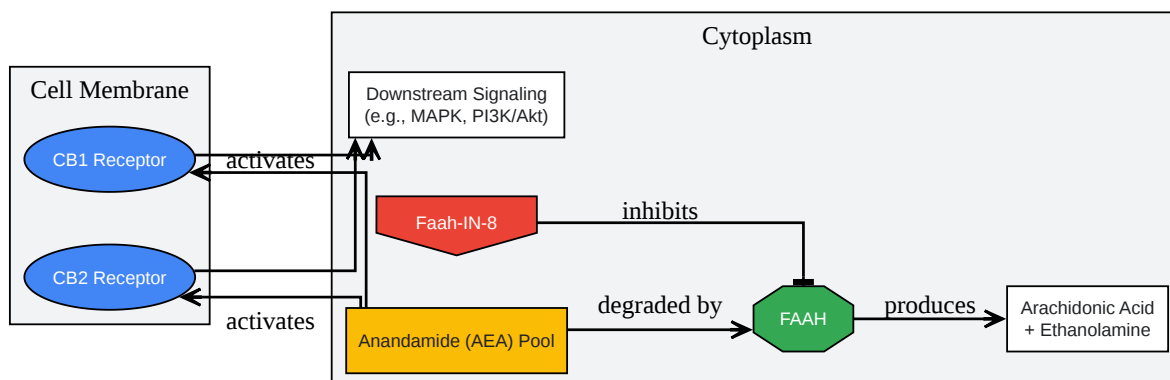 Cytoplasm
Cell Membrane
Downstream Signaling
(e.g., MAPK, PI3K/Akt)
CB1 Receptor
activates
Faah-IN-8
inhibits
CB2 Receptor
activates
Anandamide (AEA) Pool
degraded by
FAAH
produces
Arachidonic Acid
+ Ethanolamine